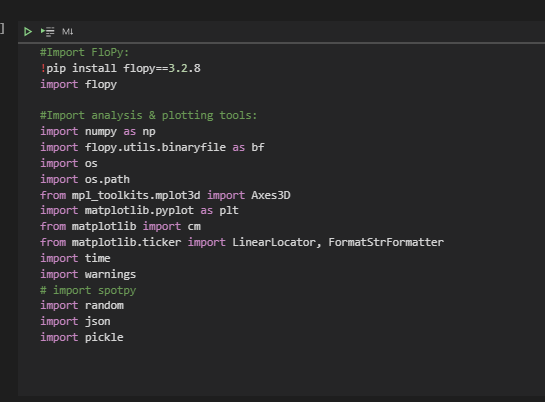 ]
M↓
#Import FloPy:
!pip install flopy==3.2.8
import flopy
#Import analysis & plotting tools:
import numpy as np
import flopy.utils.binaryfile as bf
import os
import os.path
from mpl_toolkits.mplot3d import Axes3D
import matplotlib.pyplot as plt
from matplotlib import cm
from matplotlib.ticker import LinearLocator, FormatStrFormatter
import time
import warnings
# import spotpy
import random
import json
import pickle